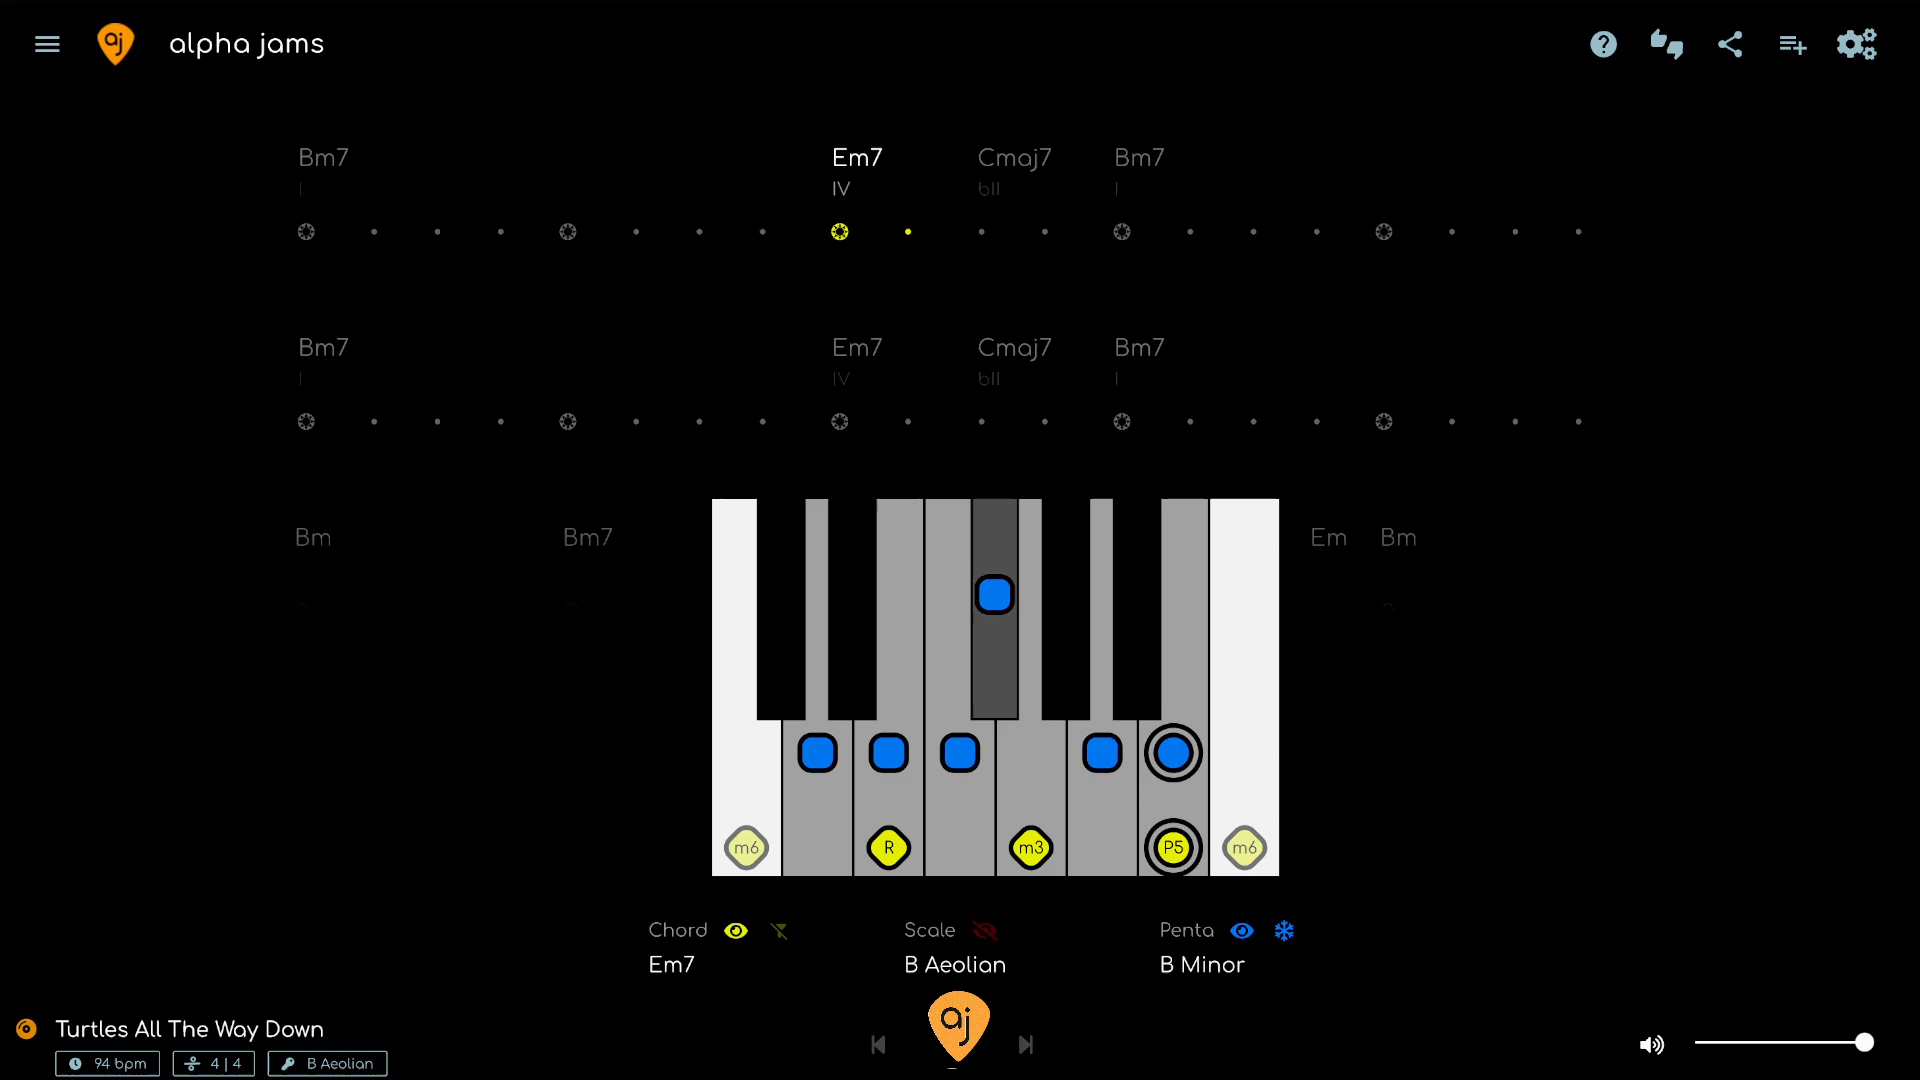 aj alpha jams
Bm7 Em7 Cmaj7 Bm7
I IV bII I
Bm7 Em7 Cmaj7 Bm7
I IV bII I
Bm Bm7 Em Bm
m6 R m3 P5 m6
Chord Scale Penta
Em7 B Aeolian B Minor
aj
Turtles All The Way Down
94 bpm 4 | 4 B Aeolian